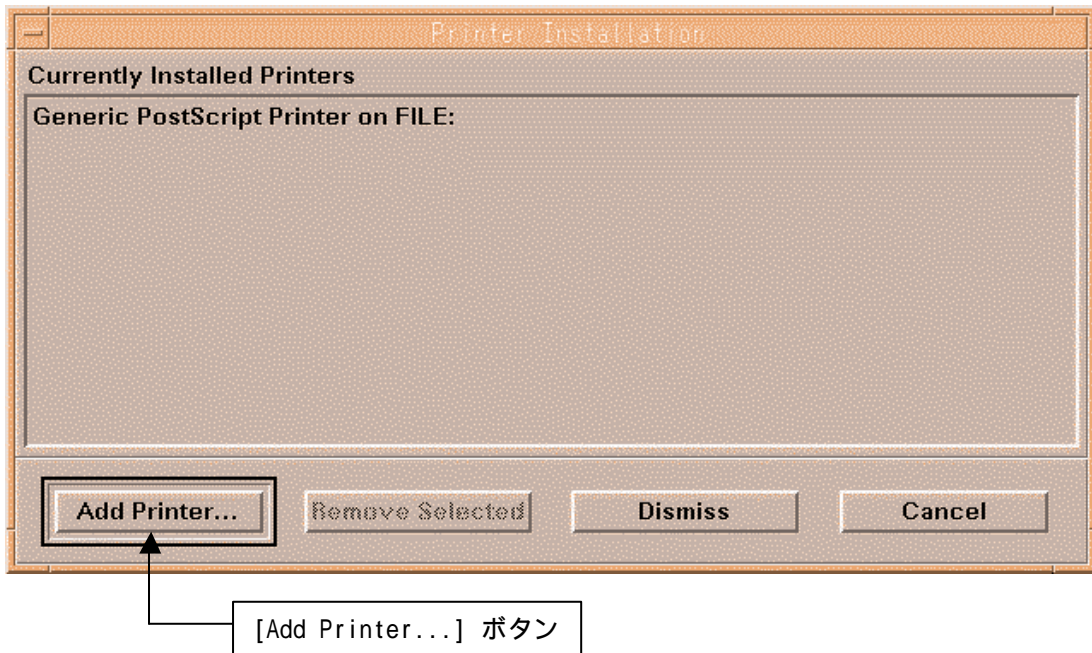 Printer Installation
Currently Installed Printers
Generic PostScript Printer on FILE:
Add Printer... Remove Selected Dismiss Cancel
[Add Printer...] ボタン